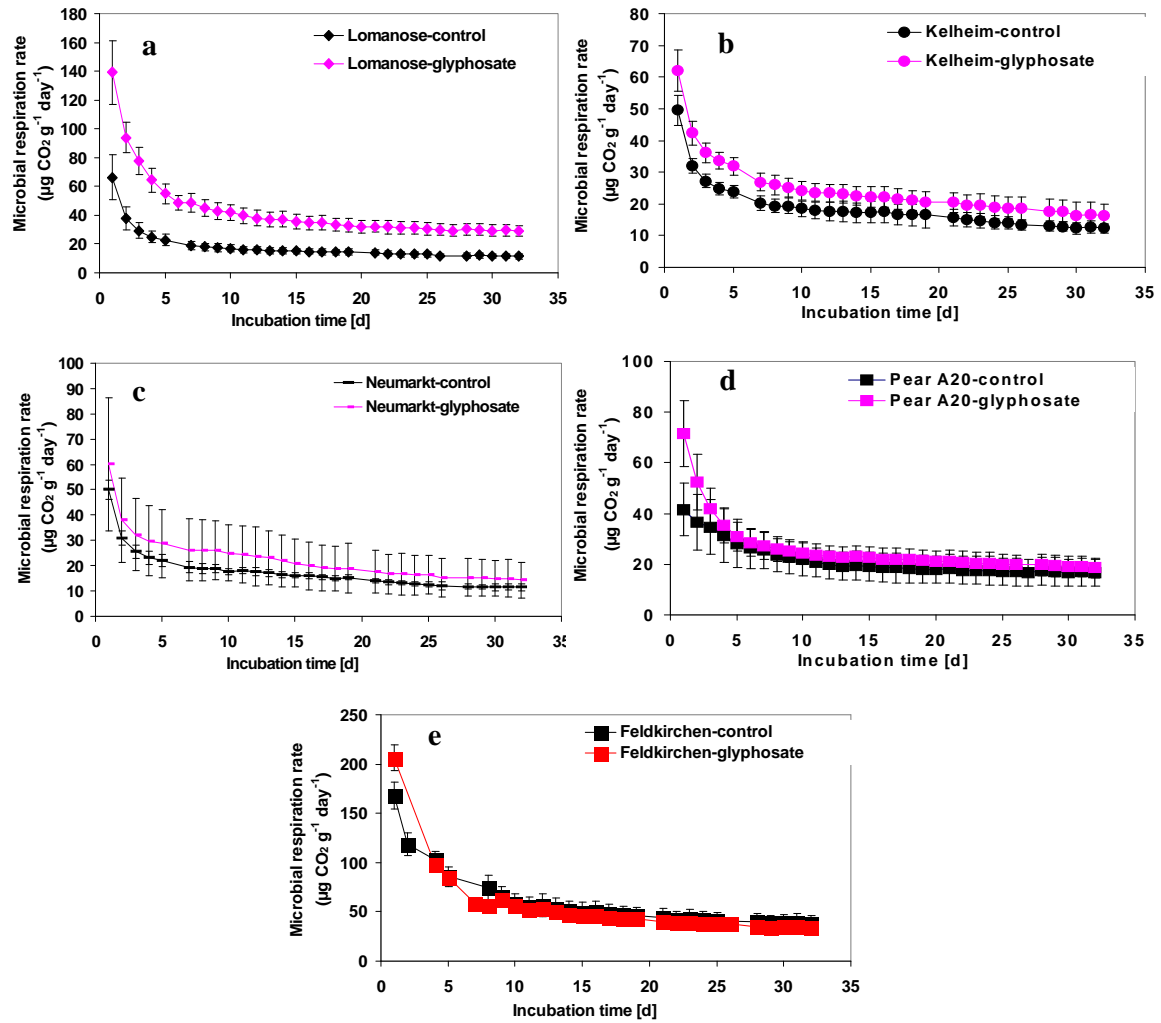 a
Lomanose-control
Lomanose-glyphosate
Microbial respiration rate
(µg CO₂ g⁻¹ day⁻¹)
180
160
140
120
100
80
60
40
20
0
0 5 10 15 20 25 30 35
Incubation time [d]
b
Kelheim-control
Kelheim-glyphosate
Microbial respiration rate
(µg CO₂ g⁻¹ day⁻¹)
80
70
60
50
40
30
20
10
0
0 5 10 15 20 25 30 35
Incubation time [d]
c
Neumarkt-control
Neumarkt-glyphosate
Microbial respiration rate
(µg CO₂ g⁻¹ day⁻¹)
100
90
80
70
60
50
40
30
20
10
0
0 5 10 15 20 25 30 35
Incubation time [d]
d
Pear A20-control
Pear A20-glyphosate
Microbial respiration rate
(µg CO₂ g⁻¹ day⁻¹)
100
80
60
40
20
0
0 5 10 15 20 25 30 35
Incubation time [d]
e
Feldkirchen-control
Feldkirchen-glyphosate
Microbial respiration rate
(µg CO₂ g⁻¹ day⁻¹)
250
200
150
100
50
0
0 5 10 15 20 25 30 35
Incubation time [d]